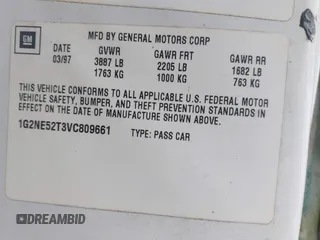 GM
MFD BY GENERAL MOTORS CORP
DATE GVWR GAWR FRT GAWR RR
03/97 3887 LB 2205 LB 1682 LB
1763 KG 1000 KG 763 KG
THIS VEHICLE CONFORMS TO ALL APPLICABLE U.S. FEDERAL MOTOR
VEHICLE SAFETY, BUMPER, AND THEFT PREVENTION STANDARDS IN
EFFECT ON THE DATE OF MANUFACTURE SHOWN ABOVE.
1G2NE52T3VC809661 TYPE: PASS CAR
DREAMBID